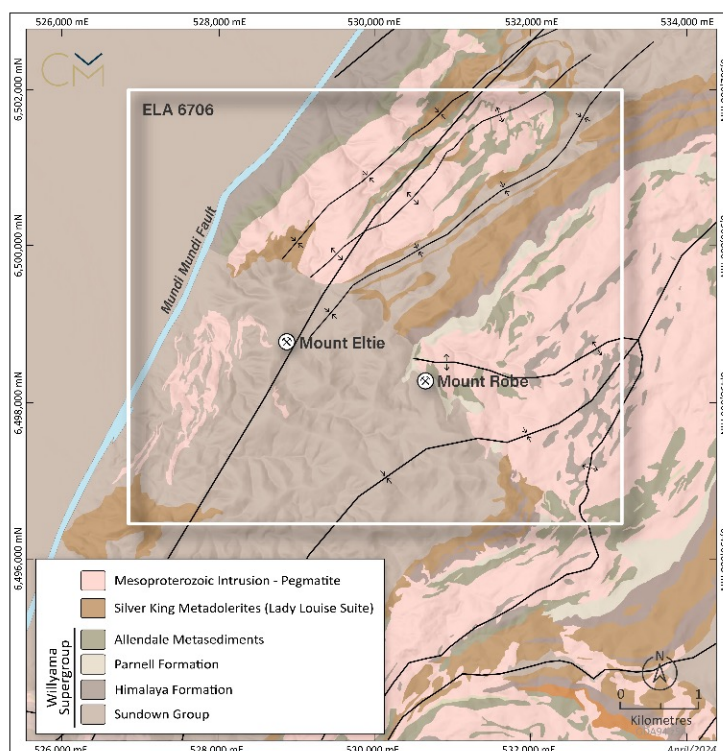 526,000 mE 528,000 mE 530,000 mE 532,000 mE 534,000 mE
CM
6,502,000 mN
ELA 6706
6,500,000 mN
Mundi Mundi Fault
Mount Eltie
Mount Robe
6,498,000 mN
6,496,000 mN
Mesoproterozoic Intrusion - Pegmatite
Silver King Metadolerites (Lady Louise Suite)
Willyama
Supergroup
Allendale Metasediments
Parnell Formation
Himalaya Formation
Sundown Group
N
0 1
Kilometres
526,000 mE 528,000 mE 530,000 mE 532,000 mE
April/2024